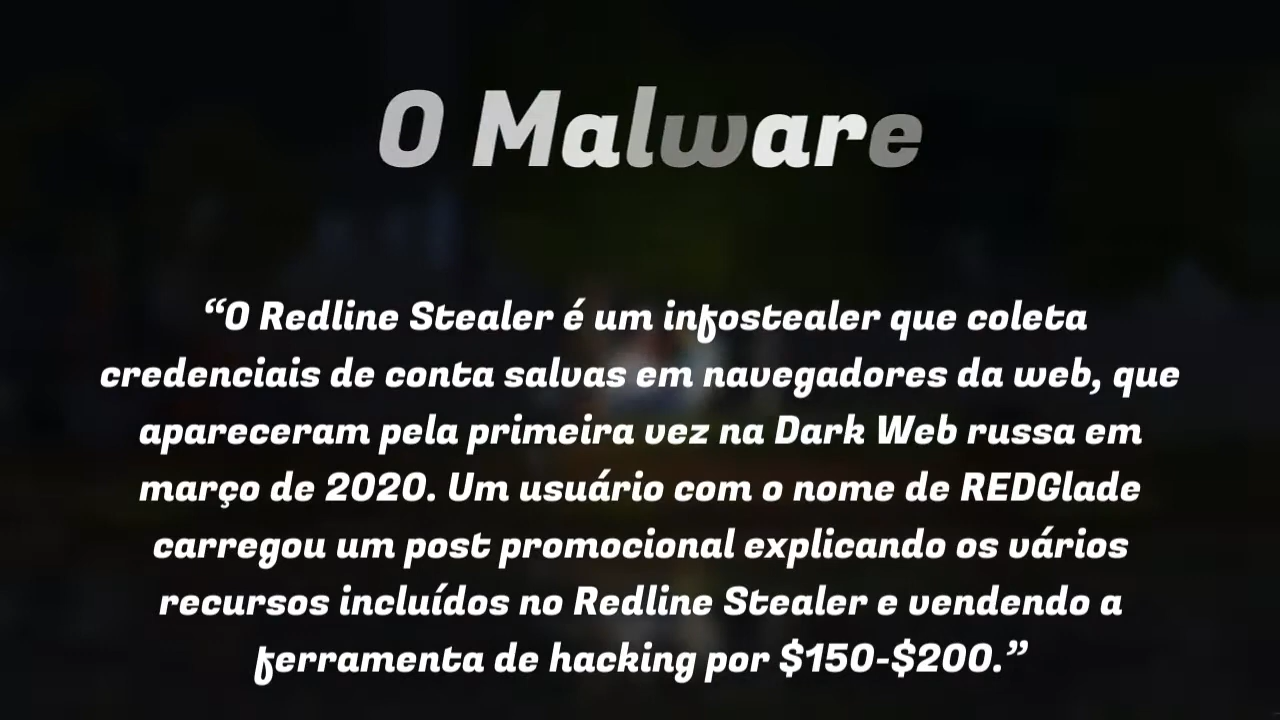 O Malware
“O Redline Stealer é um infostealer que coleta
credenciais de conta salvas em navegadores da web, que
apareceram pela primeira vez na Dark Web russa em
março de 2020. Um usuário com o nome de REDGlade
carregou um post promocional explicando os vários
recursos incluídos no Redline Stealer e vendendo a
ferramenta de hacking por $150-$200.”